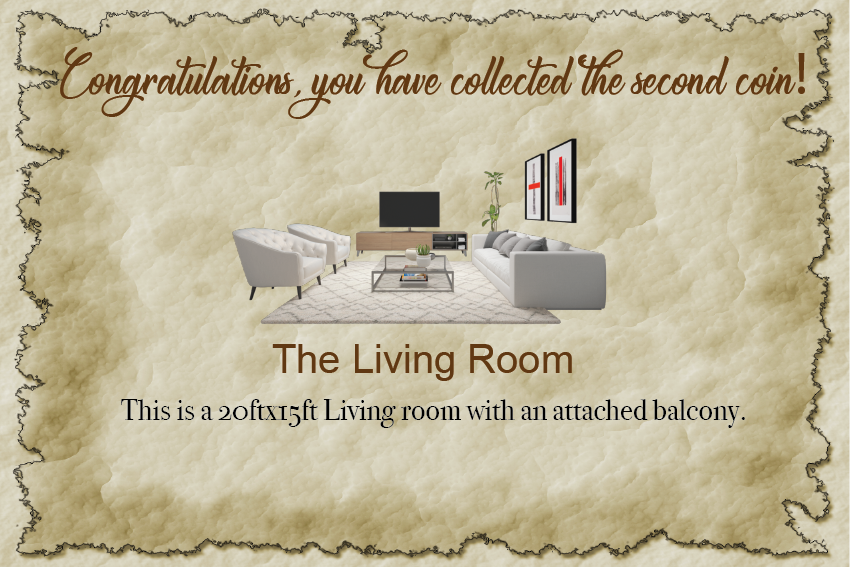 Congratulations, you have collected the second coin!
The Living Room
This is a 20ftx15ft Living room with an attached balcony.